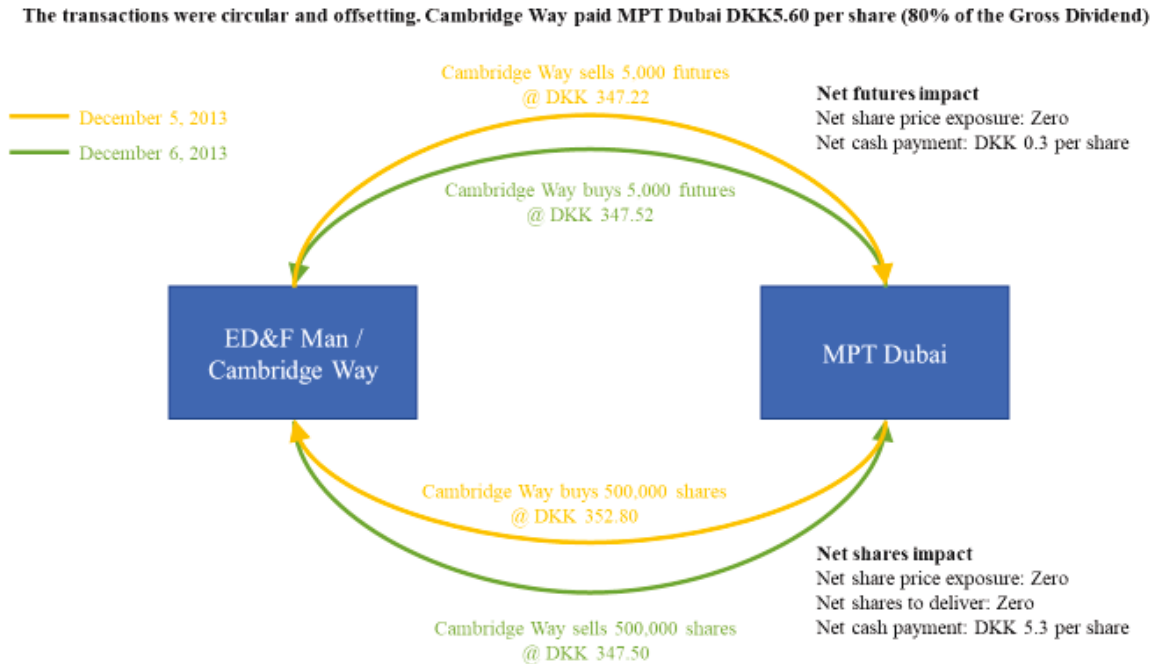 The transactions were circular and offsetting. Cambridge Way paid MPT Dubai DKK5.60 per share (80% of the Gross Dividend)
Cambridge Way sells 5,000 futures
@ DKK 347.22
December 5, 2013
December 6, 2013
Net futures impact
Net share price exposure: Zero
Net cash payment: DKK 0.3 per share
Cambridge Way buys 5,000 futures
@ DKK 347.52
ED&F Man /
Cambridge Way
MPT Dubai
Cambridge Way buys 500,000 shares
@ DKK 352.80
Net shares impact
Net share price exposure: Zero
Net shares to deliver: Zero
Net cash payment: DKK 5.3 per share
Cambridge Way sells 500,000 shares
@ DKK 347.50